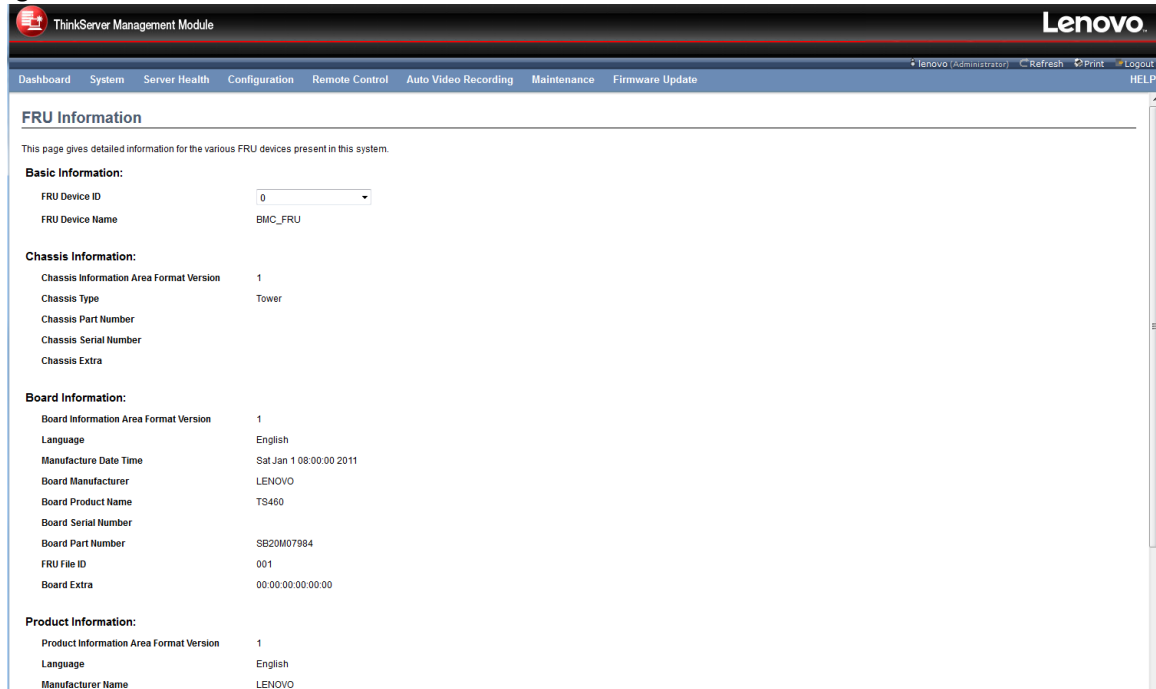 ThinkServer Management Module
Lenovo
lenovo (Administrator) Refresh Print Logout
Dashboard System Server Health Configuration Remote Control Auto Video Recording Maintenance Firmware Update HELP
FRU Information
This page gives detailed information for the various FRU devices present in this system.
Basic Information:
FRU Device ID 0
FRU Device Name BMC_FRU
Chassis Information:
Chassis Information Area Format Version 1
Chassis Type Tower
Chassis Part Number
Chassis Serial Number
Chassis Extra
Board Information:
Board Information Area Format Version 1
Language English
Manufacture Date Time Sat Jan 1 08:00:00 2011
Board Manufacturer LENOVO
Board Product Name TS460
Board Serial Number
Board Part Number SB20M07984
FRU File ID 001
Board Extra 00:00:00:00:00:00
Product Information:
Product Information Area Format Version 1
Language English
Manufacturer Name LENOVO